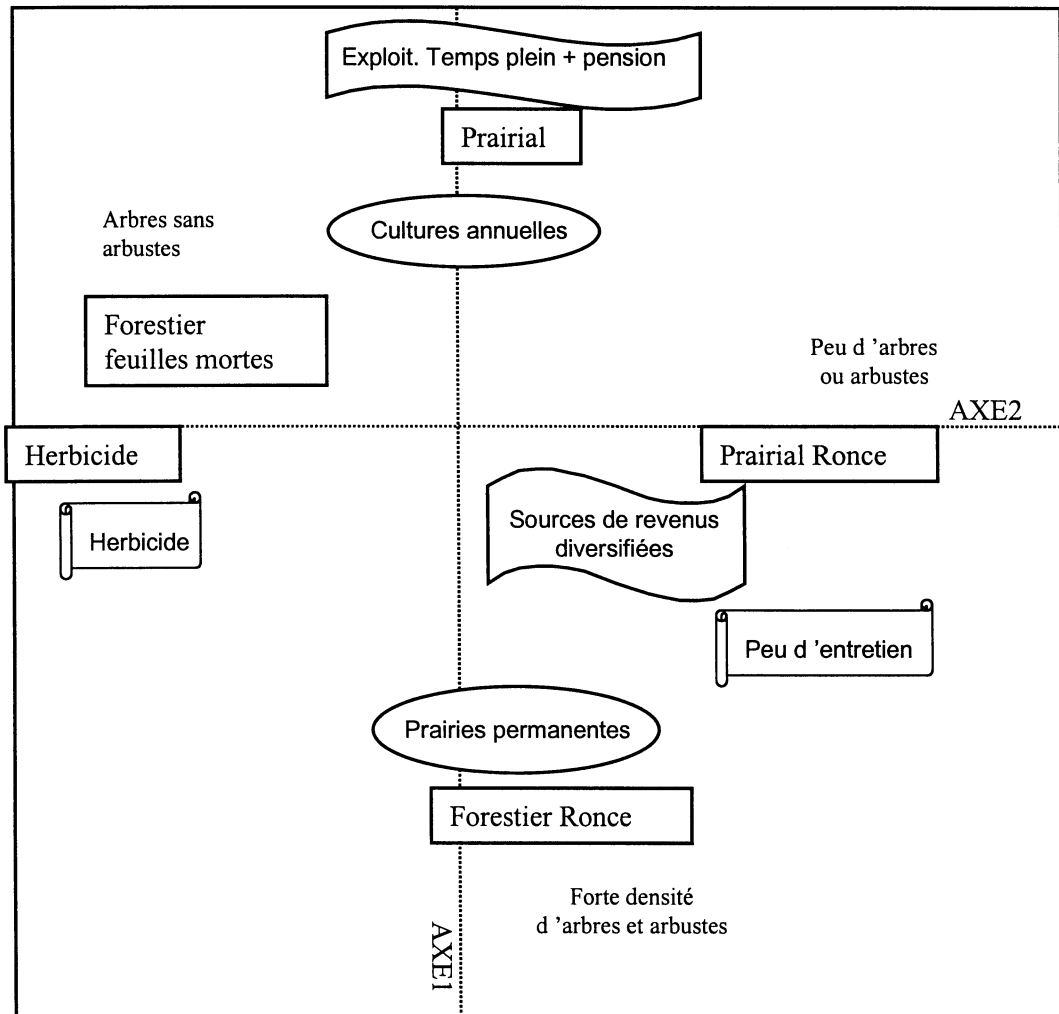 Exploit. Temps plein + pension
Prairial
Cultures annuelles
Arbres sans
arbustes
Forestier
feuilles mortes
Peu d ’arbres
ou arbustes
AXE2
Herbicide
Prairial Ronce
Herbicide
Sources de revenus
diversifiées
Peu d ’entretien
Prairies permanentes
Forestier Ronce
Forte densité
d ’arbres et arbustes
AXE1